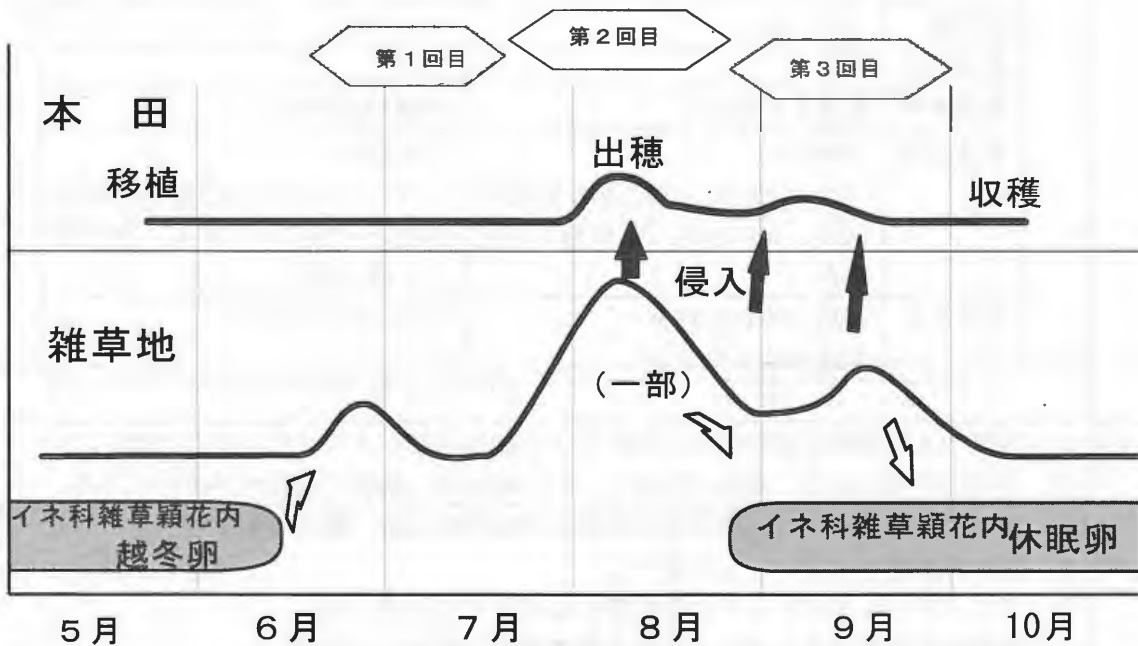 第1回目
第2回目
第3回目
本 田
移植
出穂
収穫
侵入
雑草地
(一部)
イネ科雑草穎花内
越冬卵
イネ科雑草穎花内
休眠卵
5月
6月
7月
8月
9月
10月